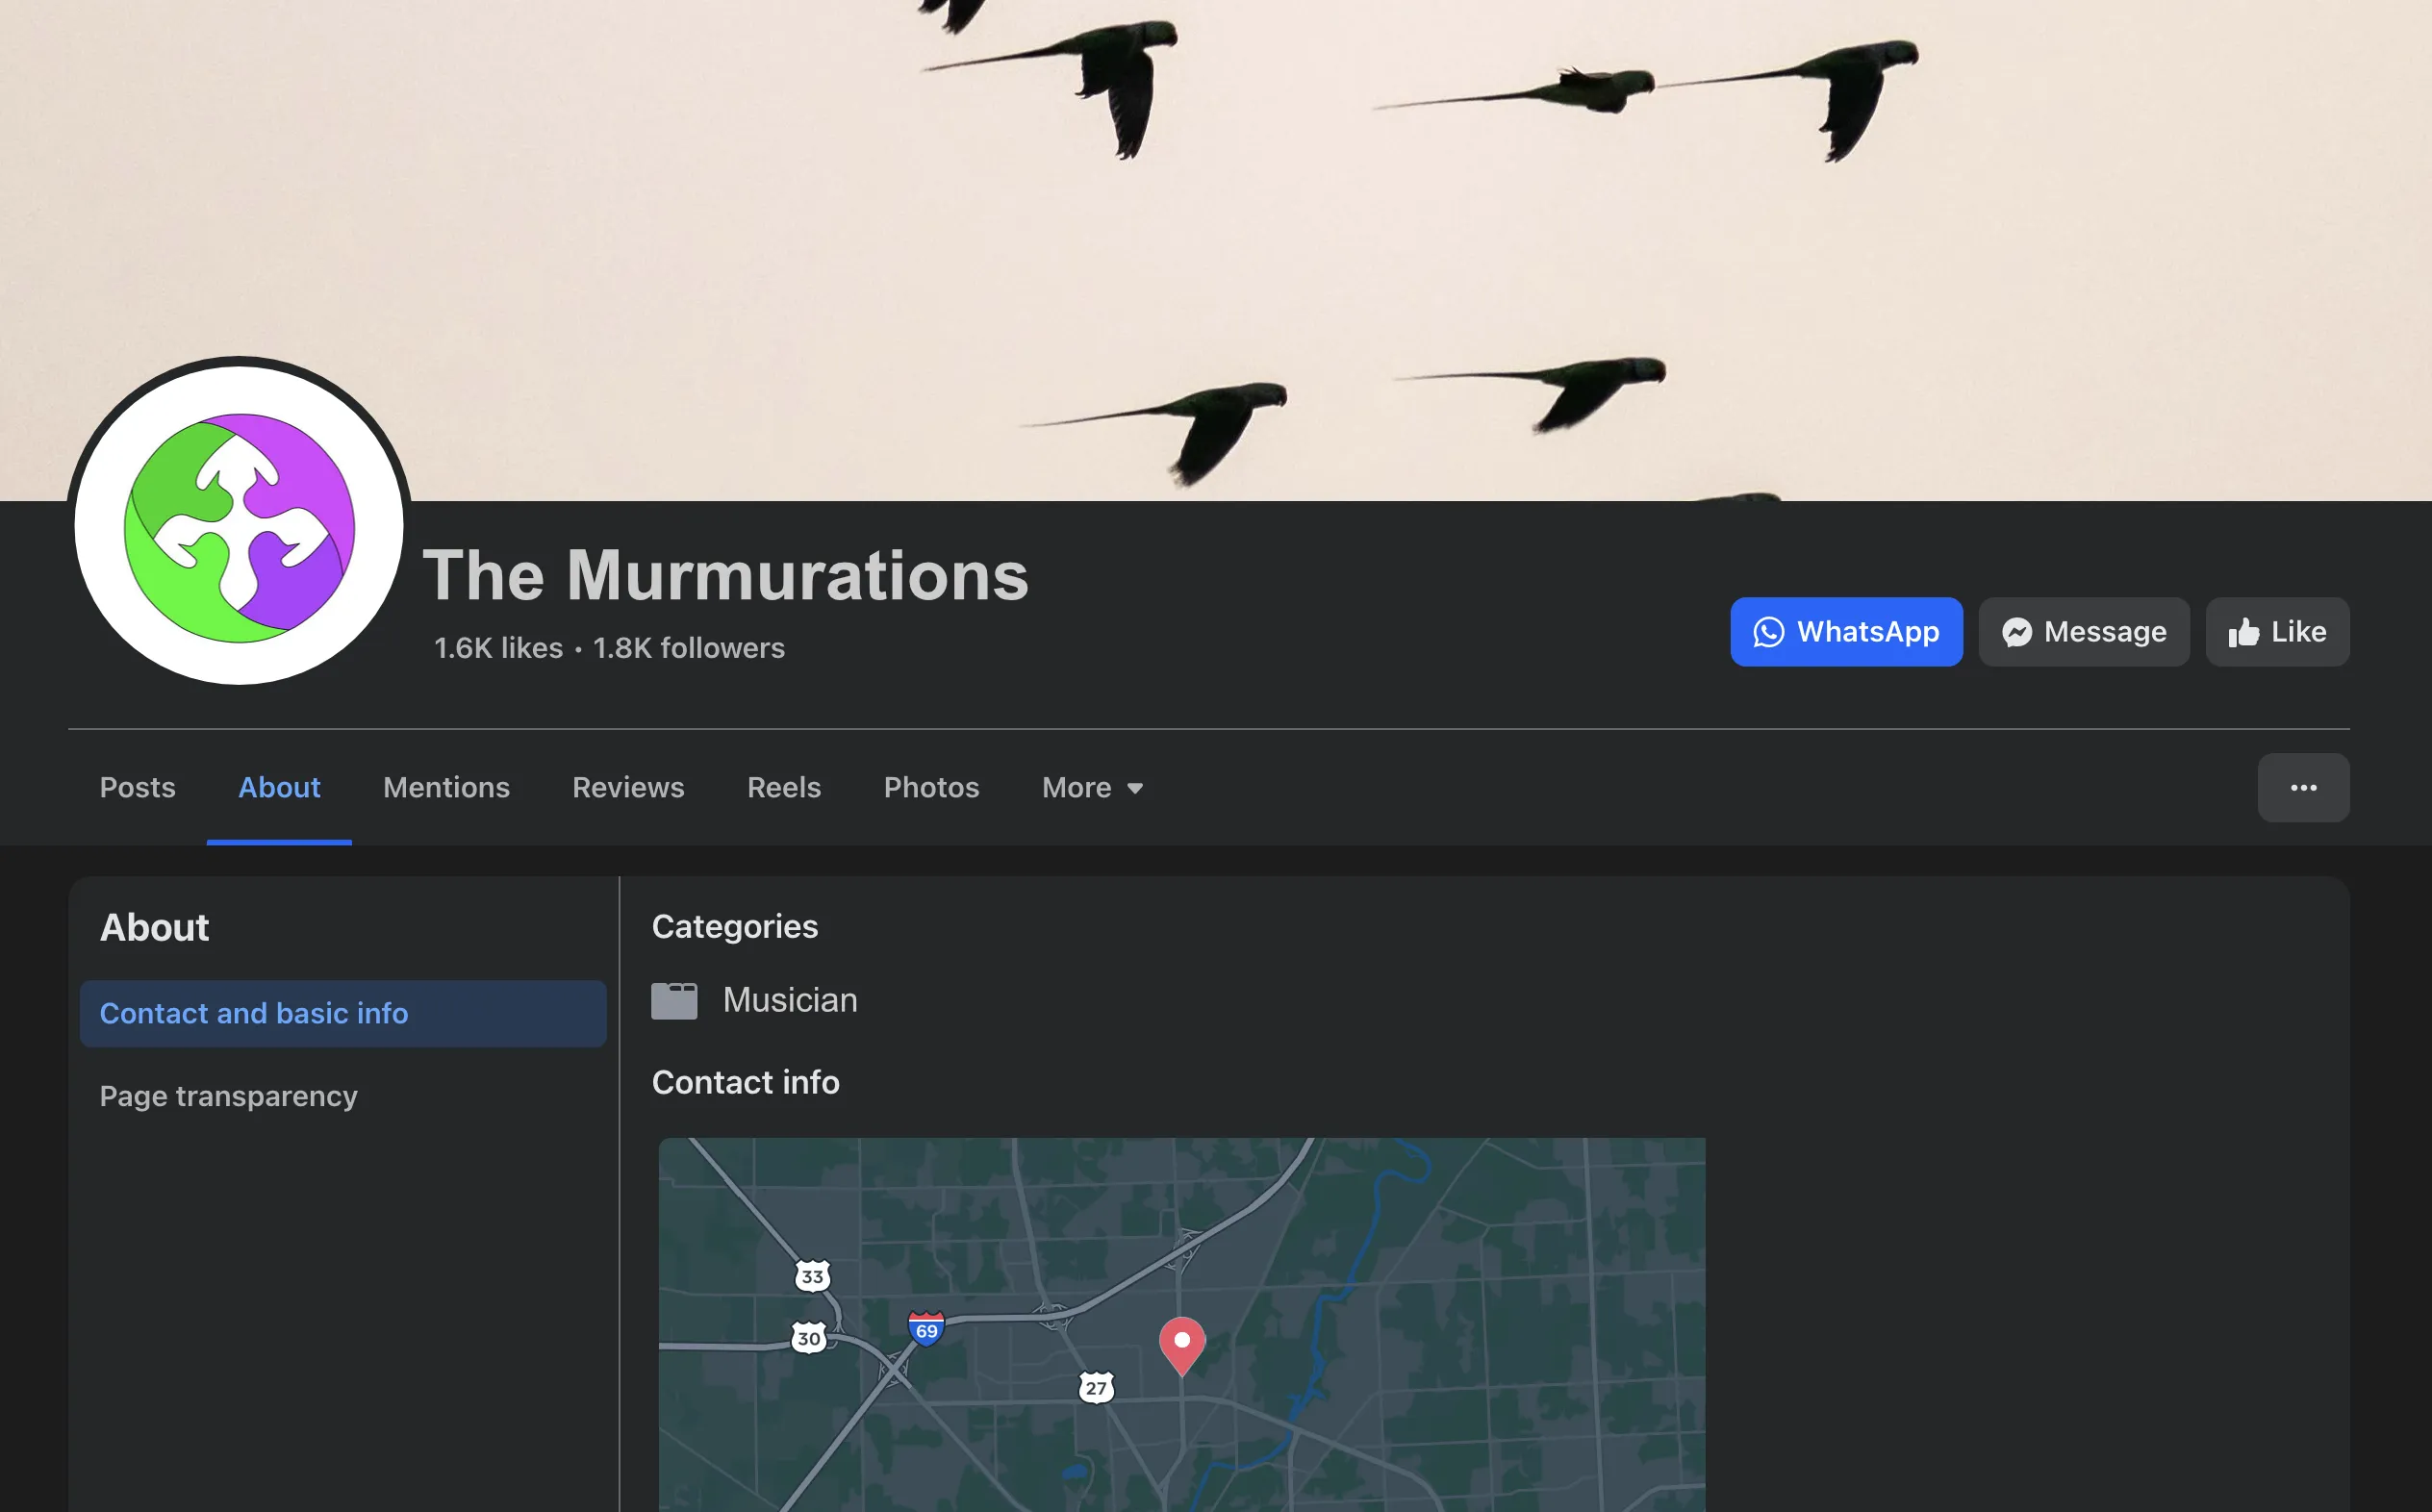 The Murmurations
1.6K likes • 1.8K followers
WhatsApp
Message
Like
Posts
About
Mentions
Reviews
Reels
Photos
More
About
Contact and basic info
Page transparency
Categories
Musician
Contact info
33
30
69
27